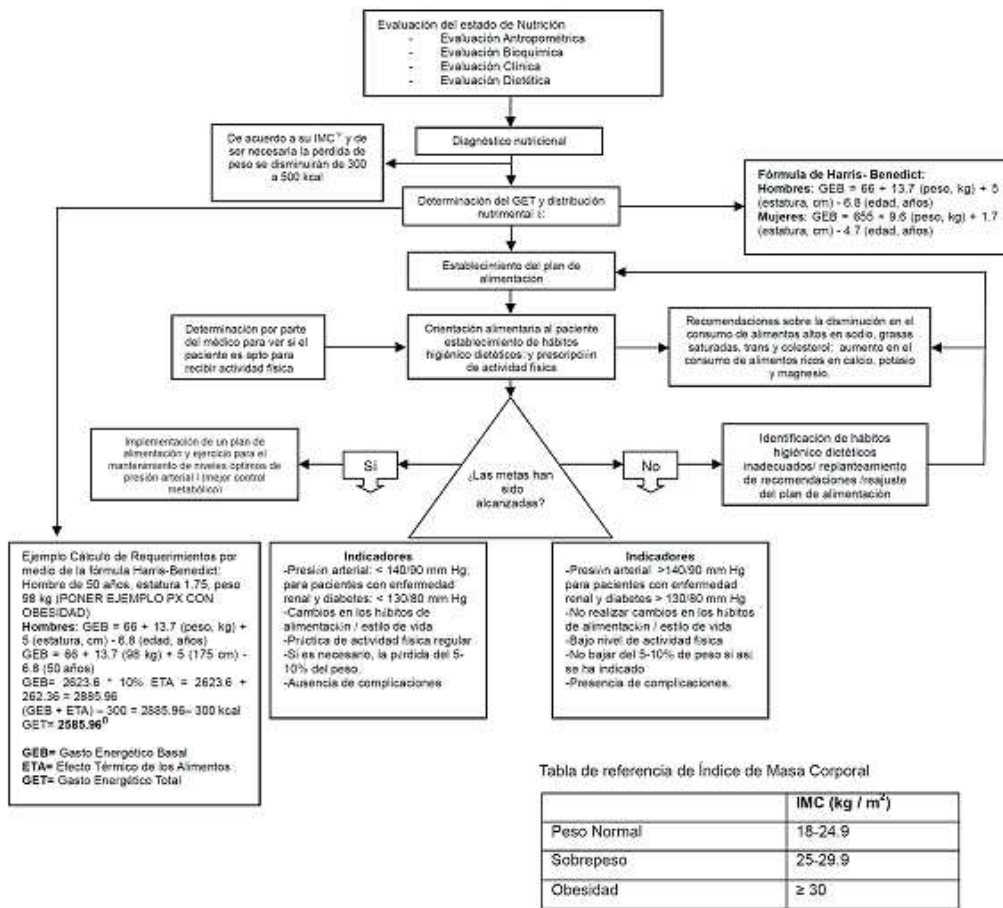 Evaluación del estado de Nutrición
- Evaluación Antropométrica
- Evaluación Bioquímica
- Evaluación Clínica
- Evaluación Dietética
Diagnóstico nutricional
De acuerdo a su IMC y de
ser necesaria la pérdida de
peso se disminuirán de 300
a 500 kcal
Determinación del GET y distribución
nutrimental
Fórmula de Harris- Benedict:
Hombres: GEB = 66 + 13.7 (peso, kg) + 5
(estatura, cm) - 6.8 (edad, años)
Mujeres: GEB = 655 + 9.6 (peso, kg) + 1.7
(estatura, cm) - 4.7 (edad, años)
Establecimiento del plan de
alimentación
Determinación por parte
del médico para ver si el
paciente es apto para
recibir actividad física
Orientación alimentaria al paciente
establecimiento de hábitos
higiénico dietéticos: y prescripción
de actividad física
Recomendaciones sobre la disminución en el
consumo de alimentos altos en sodio, grasas
saturadas, trans y colesterol; aumento en el
consumo de alimentos ricos en calcio, potasio
y magnesio.
Implementación de un plan de
alimentación y ejercicio para el
mantenimiento de niveles optimos de
presión arterial (mejor control
metabólico)
Sí
¿Las metas han
sido
alcanzadas?
No
Identificación de hábitos
higiénico dietéticos
inadecuados/ replanteamiento
de recomendaciones /reajuste
del plan de alimentación
Ejemplo Cálculo de Requerimientos por
medio de la fórmula Harris-Benedict:
Hombre de 50 años, estatura 1.75, peso
98 kg (PONER EJEMPLO PX CON
OBESIDAD)
Hombres: GEB = 66 + 13.7 (peso, kg) +
5 (estatura, cm) - 6.8 (edad, años)
GEB = 66 + 13.7 (98 kg) + 5 (175 cm) -
6.8 (50 años)
GEB= 2623.6 * 10% ETA = 2623.6 +
262.36 = 2885.96
(GEB + ETA) – 300 = 2885.96– 300 kcal
GET= 2585.96
GEB= Gasto Energético Basal
ETA= Efecto Térmico de los Alimentos
GET= Gasto Energético Total
Indicadores
-Presión arterial: < 140/90 mm Hg;
para pacientes con enfermedad
renal y diabetes: < 130/80 mm Hg
-Cambios en los hábitos de
alimentación / estilo de vida
-Práctica de actividad física regular
-Si es necesario, la pérdida del 5-
10% del peso.
-Ausencia de complicaciones
Indicadores
-Presión arterial >140/90 mm Hg
para pacientes con enfermedad
renal y diabetes > 130/80 mm Hg
-No realizar cambios en los hábitos
de alimentación / estilo de vida
-Bajo nivel de actividad física
-No bajar del 5-10% de peso si asi
se ha indicado
-Presencia de complicaciones.
Tabla de referencia de Índice de Masa Corporal
IMC (kg / m²)
Peso Normal 18-24.9
Sobrepeso 25-29.9
Obesidad ≥ 30